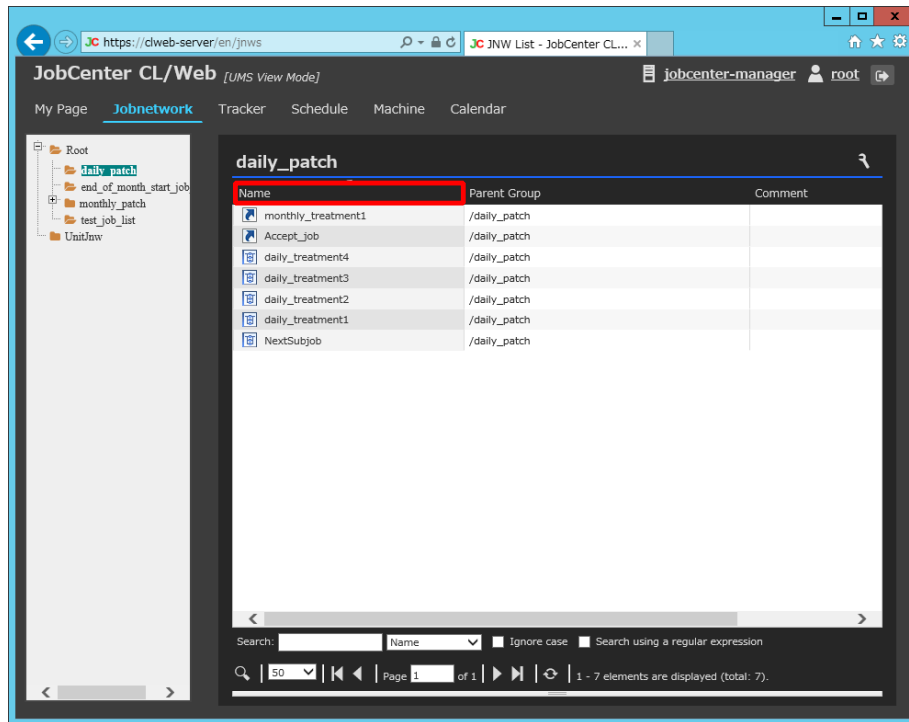 JC https://clweb-server/en/jnws JC JNW List - JobCenter CL...
JobCenter CL/Web [UMS View Mode] jobcenter-manager root
My Page Jobnetwork Tracker Schedule Machine Calendar
Root
daily_patch
end_of_month_start_job
monthly_patch
test_job_list
UnitJnw
daily_patch
Name Parent Group Comment
monthly_treatment1 /daily_patch
Accept_job /daily_patch
daily_treatment4 /daily_patch
daily_treatment3 /daily_patch
daily_treatment2 /daily_patch
daily_treatment1 /daily_patch
NextSubjob /daily_patch
Search: Name Ignore case Search using a regular expression
50 Page 1 of 1 1 - 7 elements are displayed (total: 7).